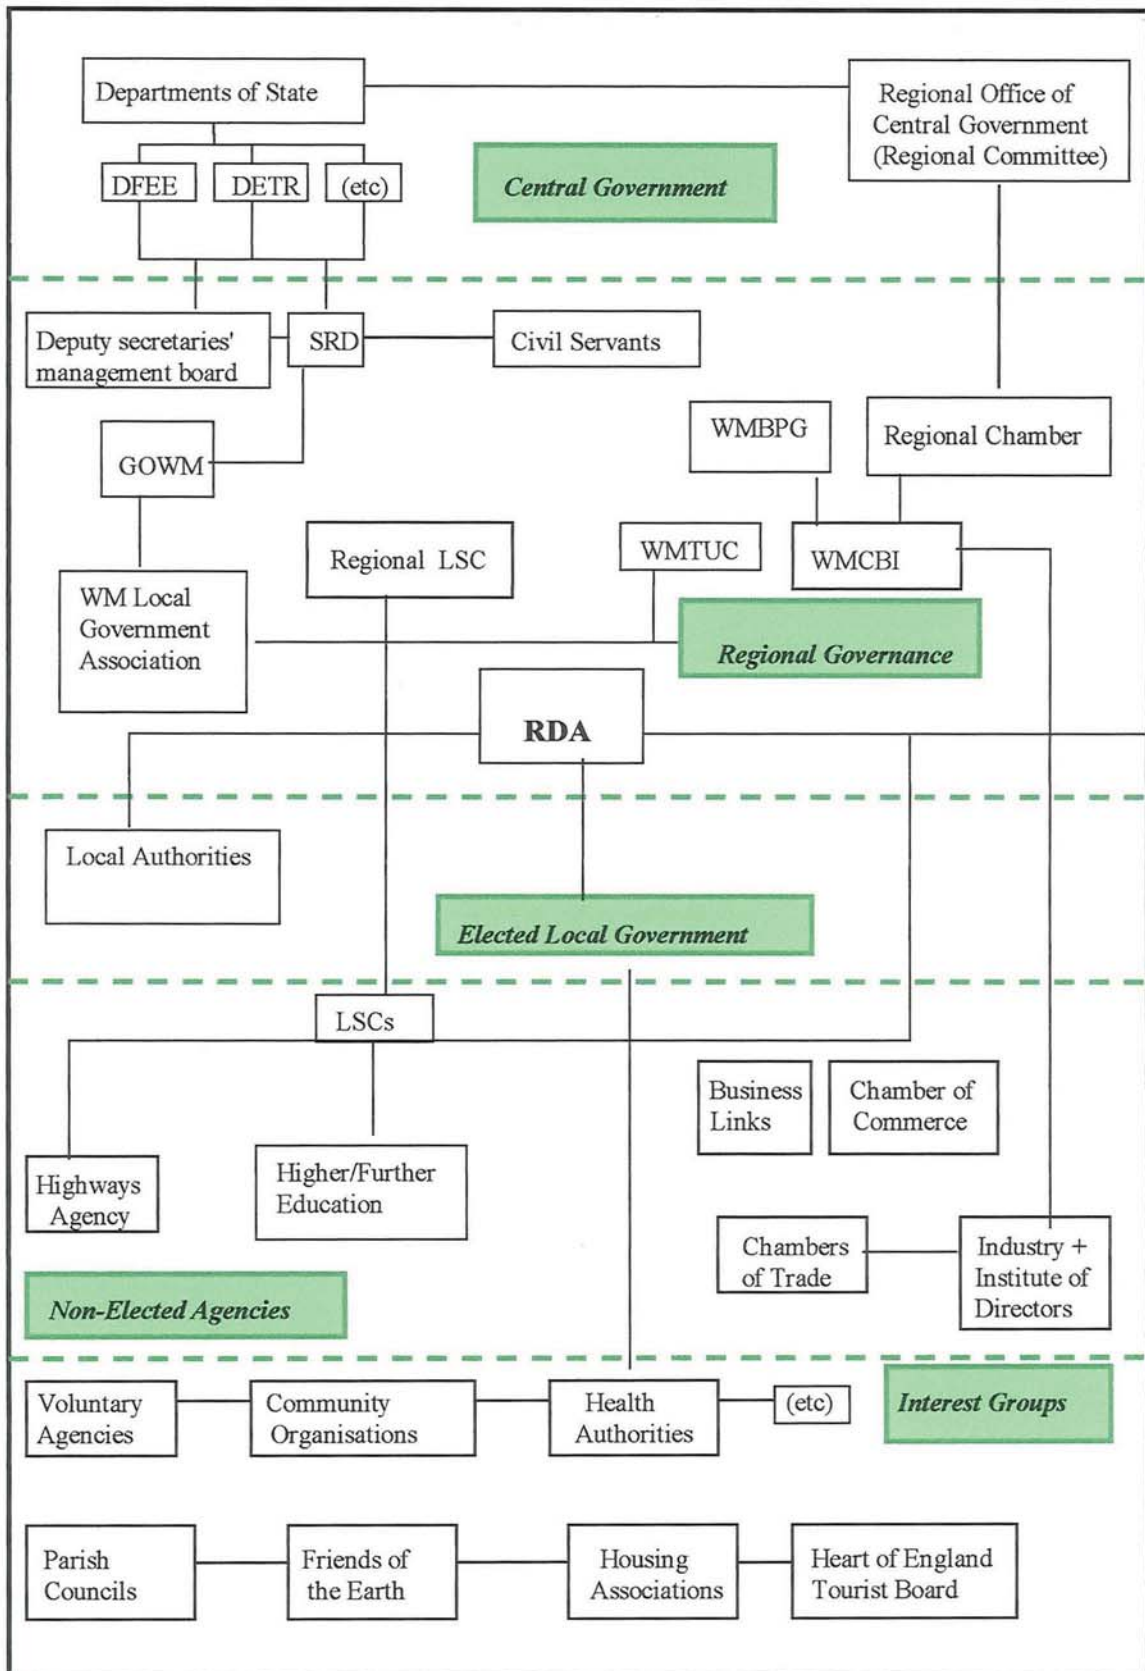 Departments of State
Regional Office of
Central Government
(Regional Committee)
DFEE
DETR
(etc)
Central Government
Deputy secretaries'
management board
SRD
Civil Servants
WMBPG
Regional Chamber
GOWM
Regional LSC
WMTUC
WMCBI
WM Local
Government
Association
Regional Governance
RDA
Local Authorities
Elected Local Government
LSCs
Business
Links
Chamber of
Commerce
Highways
Agency
Higher/Further
Education
Chambers
of Trade
Industry +
Institute of
Directors
Non-Elected Agencies
Voluntary
Agencies
Community
Organisations
Health
Authorities
(etc)
Interest Groups
Parish
Councils
Friends of
the Earth
Housing
Associations
Heart of England
Tourist Board